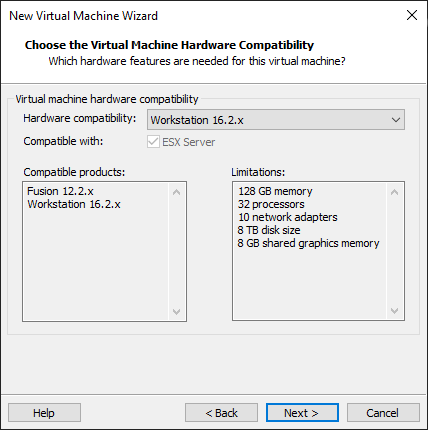 New Virtual Machine Wizard
Choose the Virtual Machine Hardware Compatibility
Which hardware features are needed for this virtual machine?
Virtual machine hardware compatibility
Hardware compatibility: Workstation 16.2.x
Compatible with: ESX Server
Compatible products:
Fusion 12.2.x
Workstation 16.2.x
Limitations:
128 GB memory
32 processors
10 network adapters
8 TB disk size
8 GB shared graphics memory
Help < Back Next > Cancel